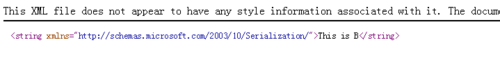 This XML file does not appear to have any style information associated with it. The docume
<string xmlns="http://schemas.microsoft.com/2003/10/Serialization/">This is B</string>